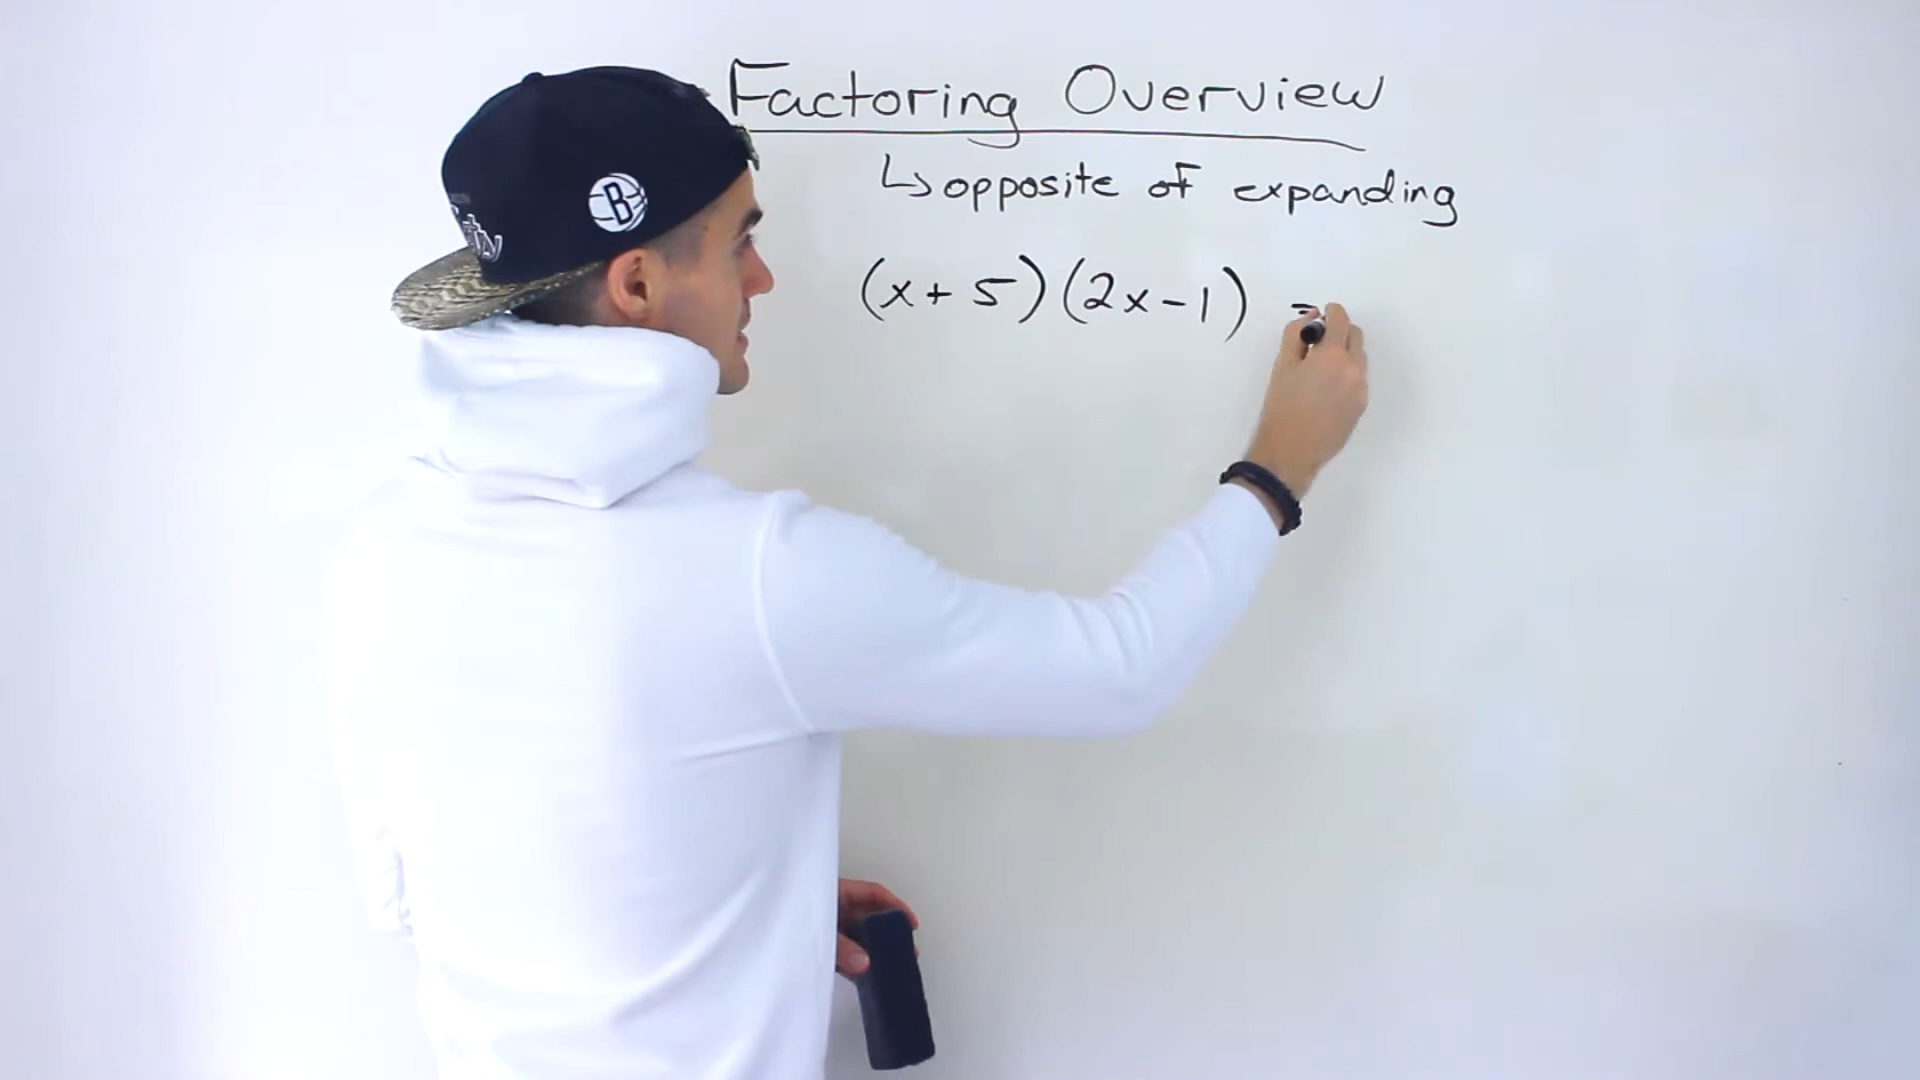 Factoring Overview
↳ opposite of expanding
(x + 5)(2x - 1) =
B